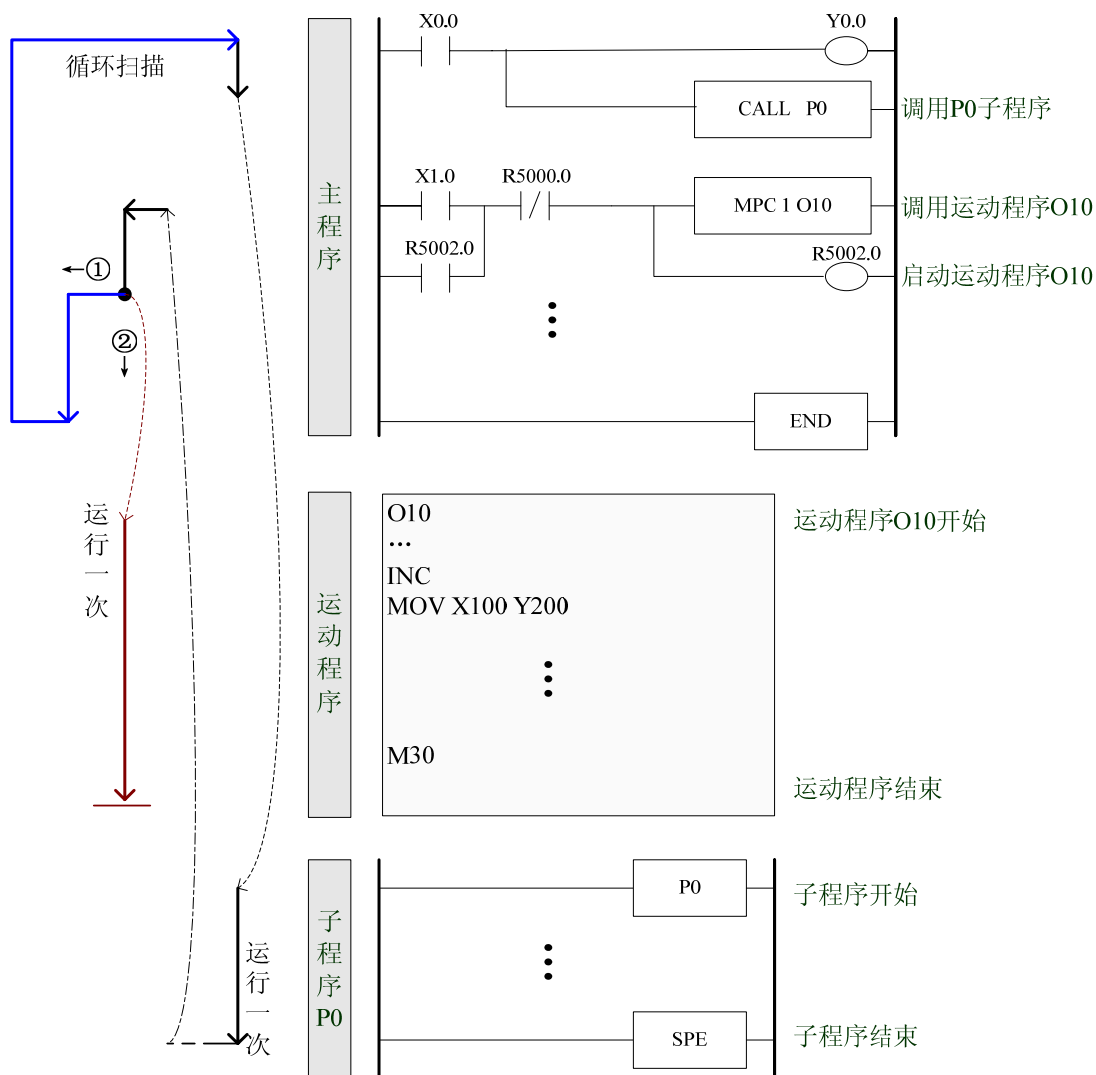 循环扫描
①
②
运行一次
运行一次
主程序
X0.0
Y0.0
CALL P0
调用P0子程序
X1.0
R5000.0
MPC 1 O10
调用运动程序O10
R5002.0
R5002.0
启动运动程序O10
END
运动程序
O10
...
INC
MOV X100 Y200
M30
运动程序O10开始
运动程序结束
子程序P0
P0
子程序开始
SPE
子程序结束